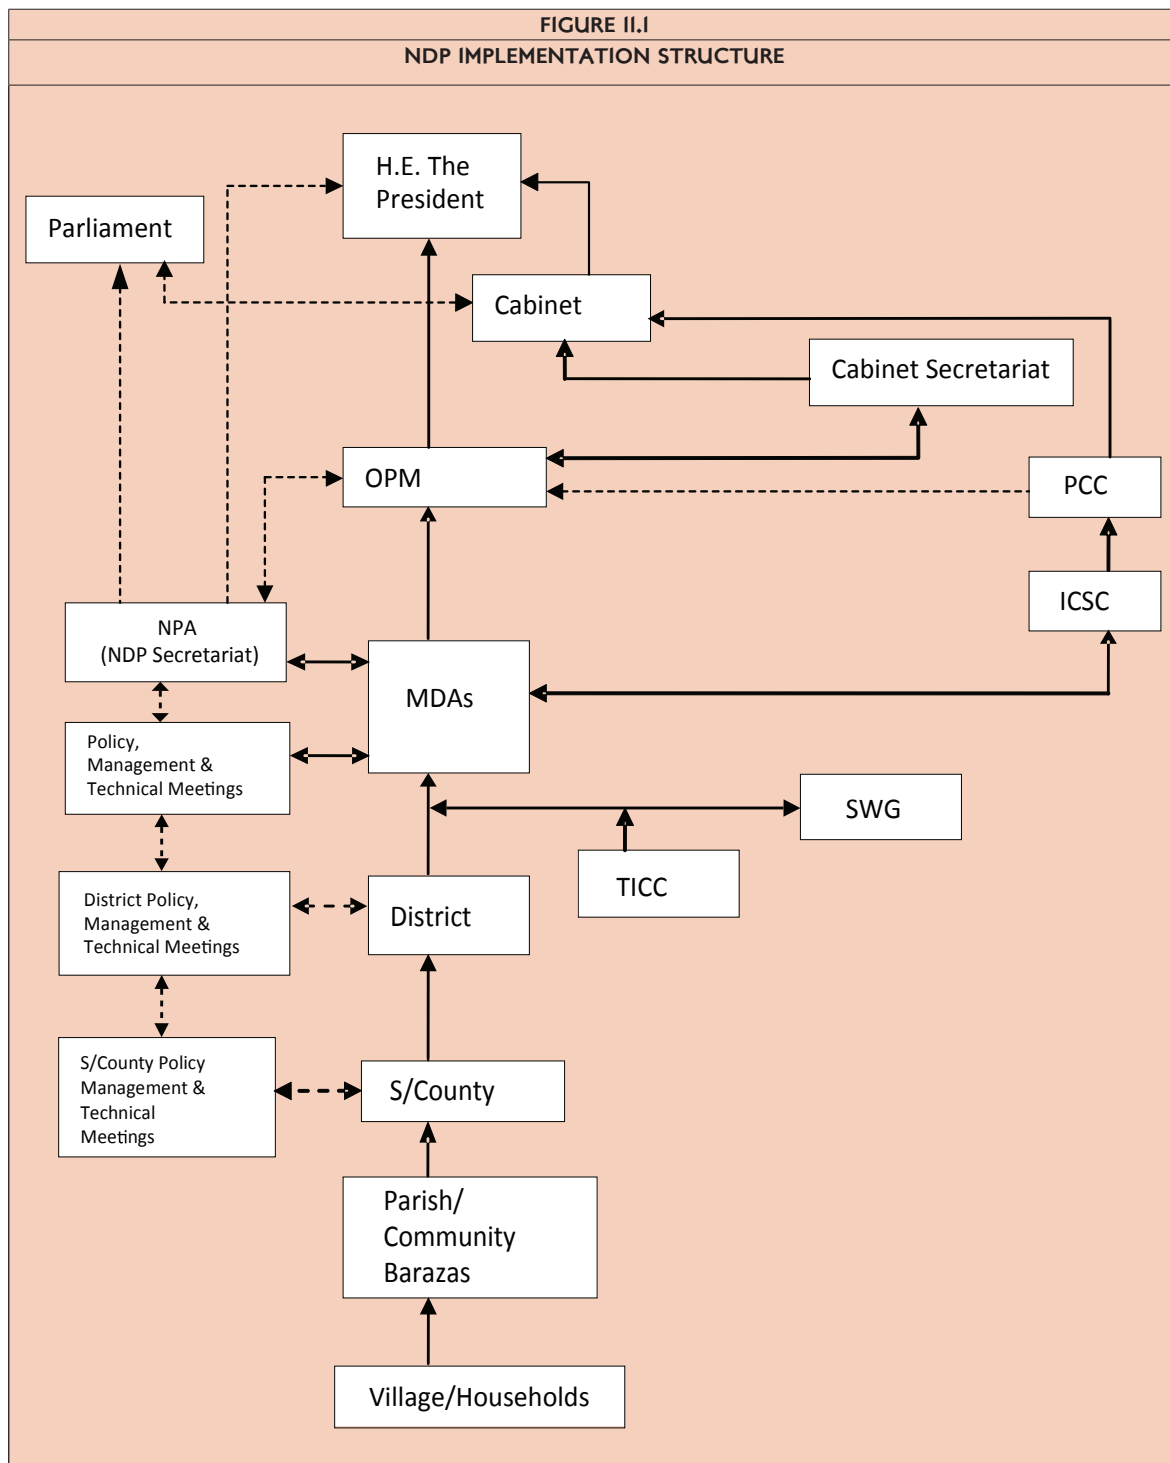 FIGURE 11.1
NDP IMPLEMENTATION STRUCTURE
H.E. The
President
Parliament
Cabinet
Cabinet Secretariat
OPM
PCC
ICSC
NPA
(NDP Secretariat)
MDAs
Policy,
Management &
Technical Meetings
SWG
TICC
District Policy,
Management &
Technical Meetings
District
S/County Policy
Management &
Technical
Meetings
S/County
Parish/
Community
Barazas
Village/Households